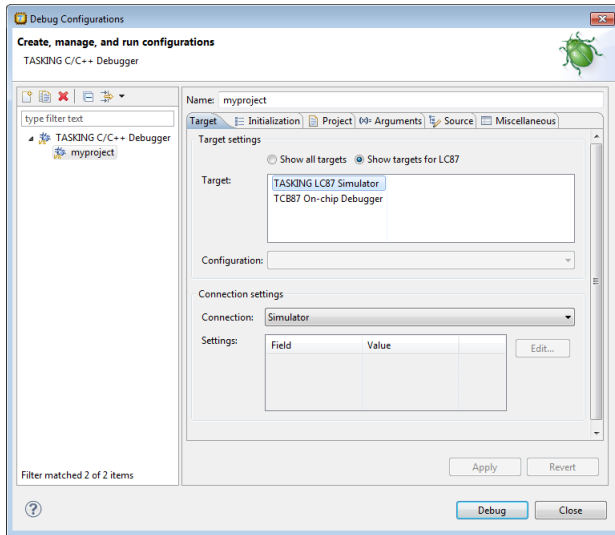 Debug Configurations
Create, manage, and run configurations
TASKING C/C++ Debugger
type filter text
TASKING C/C++ Debugger
myproject
Filter matched 2 of 2 items
Name: myproject
Target Initialization Project (x)= Arguments Source Miscellaneous
Target settings
Show all targets Show targets for LC87
Target:
TASKING LC87 Simulator
TCB87 On-chip Debugger
Configuration:
Connection settings
Connection: Simulator
Settings: Field Value Edit...
Apply Revert
? Debug Close